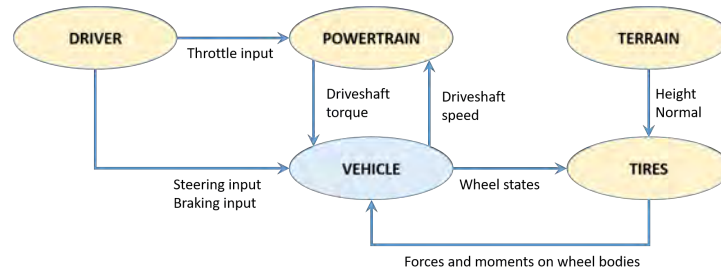 DRIVER
POWERTRAIN
TERRAIN
Throttle input
Driveshaft
torque
Driveshaft
speed
Height
Normal
VEHICLE
TIRES
Steering input
Braking input
Wheel states
Forces and moments on wheel bodies